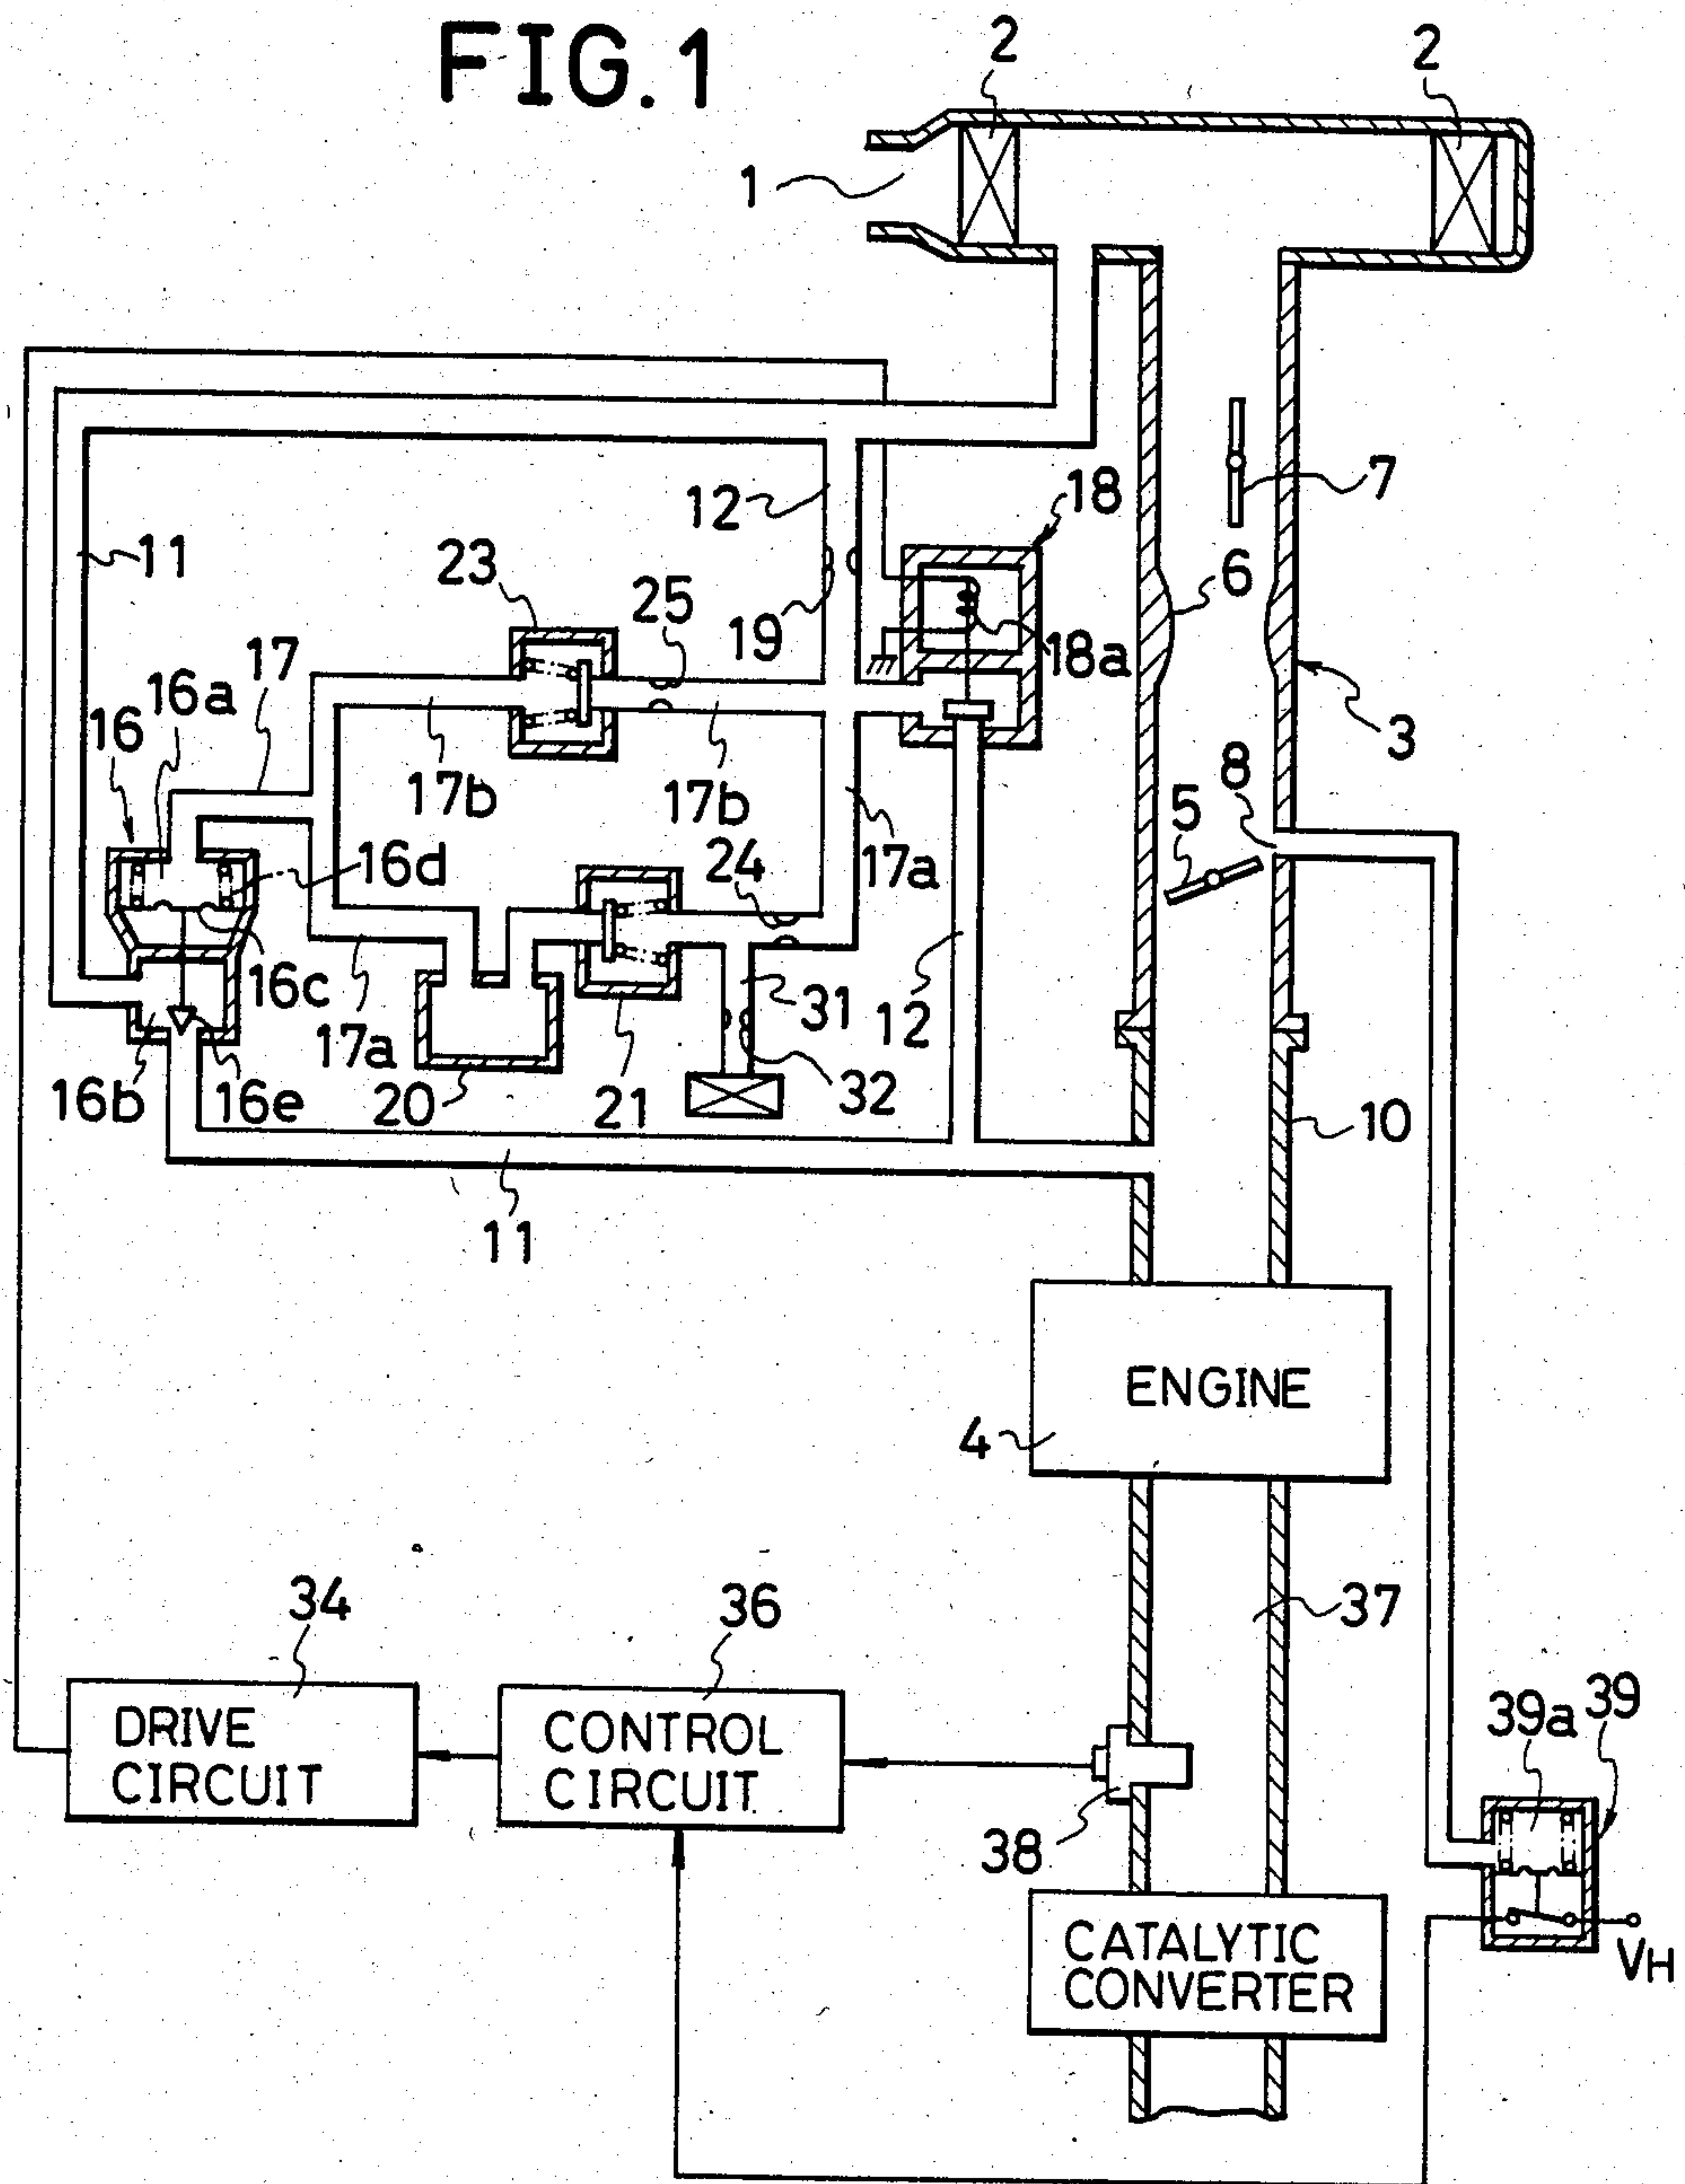 FIG. 1
2
2
1
7
12
18
11
23
25
6
19
18a
17
16a
16
3
17b
17b
8
5
16d
24
17a
16c
31
12
17a
16b
16e
20
21
32
10
11
ENGINE
4
34
36
37
39a
39
DRIVE
CIRCUIT
CONTROL
CIRCUIT
38
CATALYTIC
CONVERTER
VH